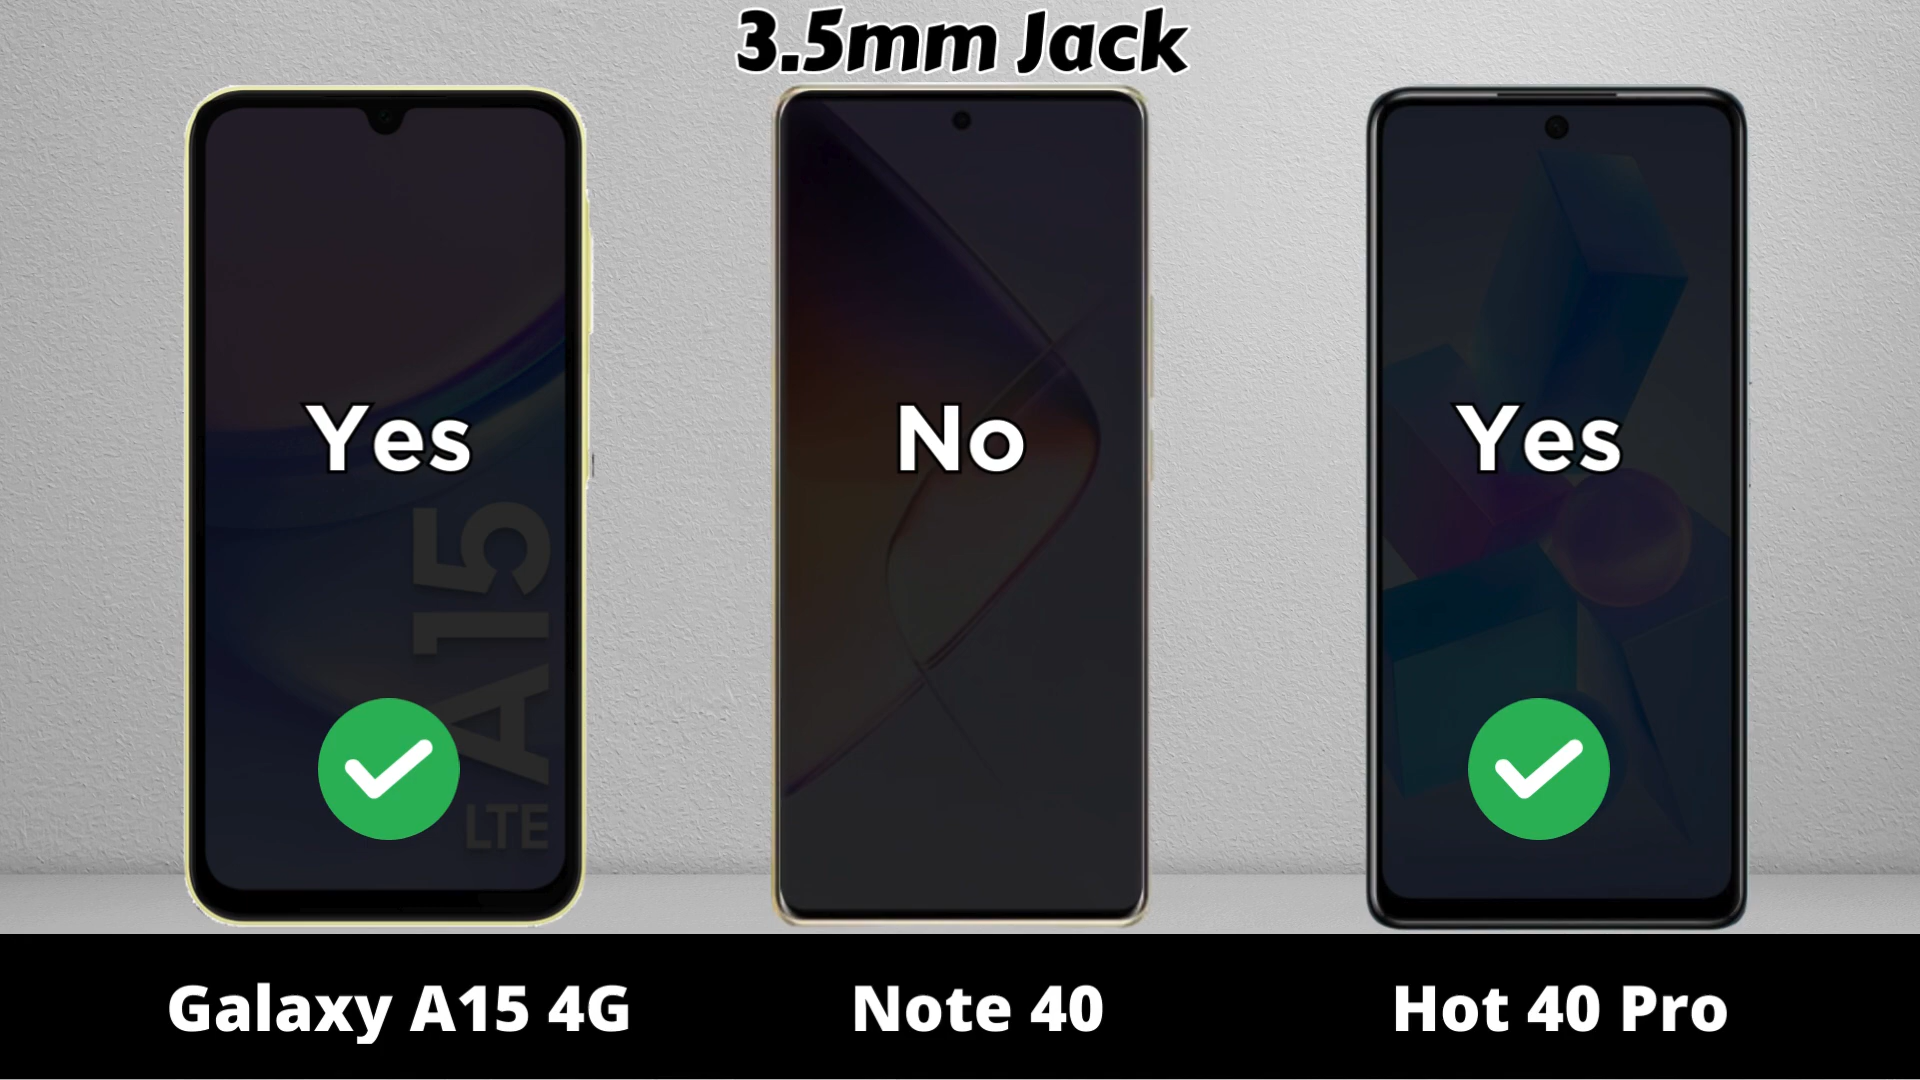 3.5mm Jack
Yes
No
Yes
A15
LTE
Galaxy A15 4G
Note 40
Hot 40 Pro